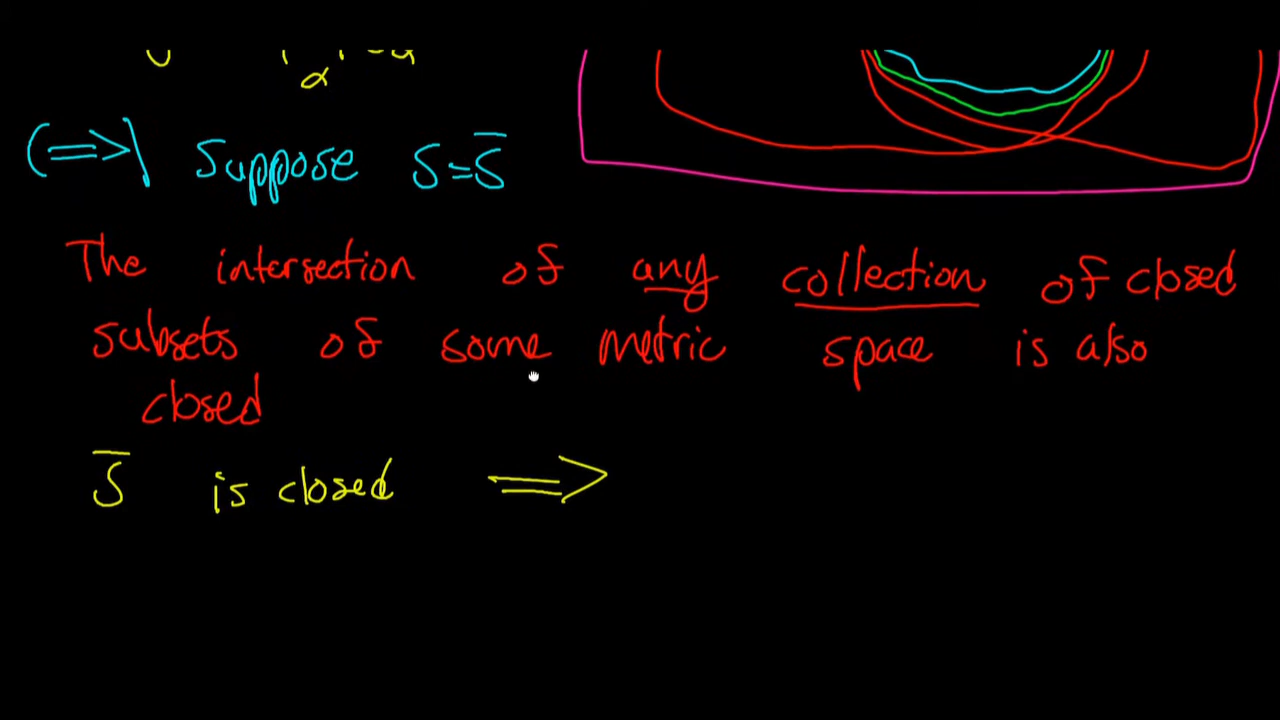 (⇒) Suppose S = S̅
The intersection of any collection of closed
subsets of some metric space is also
closed
S̅ is closed ⇒